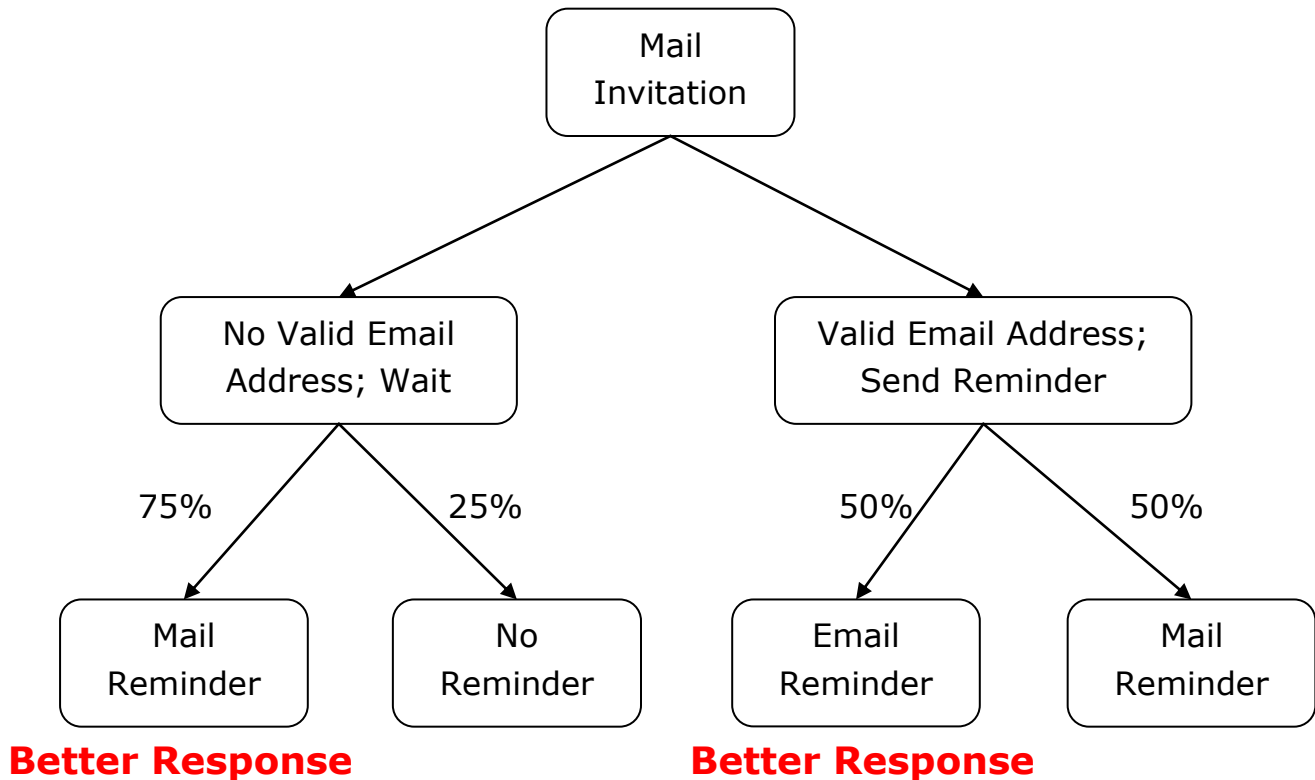 Mail
Invitation
No Valid Email
Address; Wait
Valid Email Address;
Send Reminder
75%
25%
50%
50%
Mail
Reminder
No
Reminder
Email
Reminder
Mail
Reminder
Better Response
Better Response